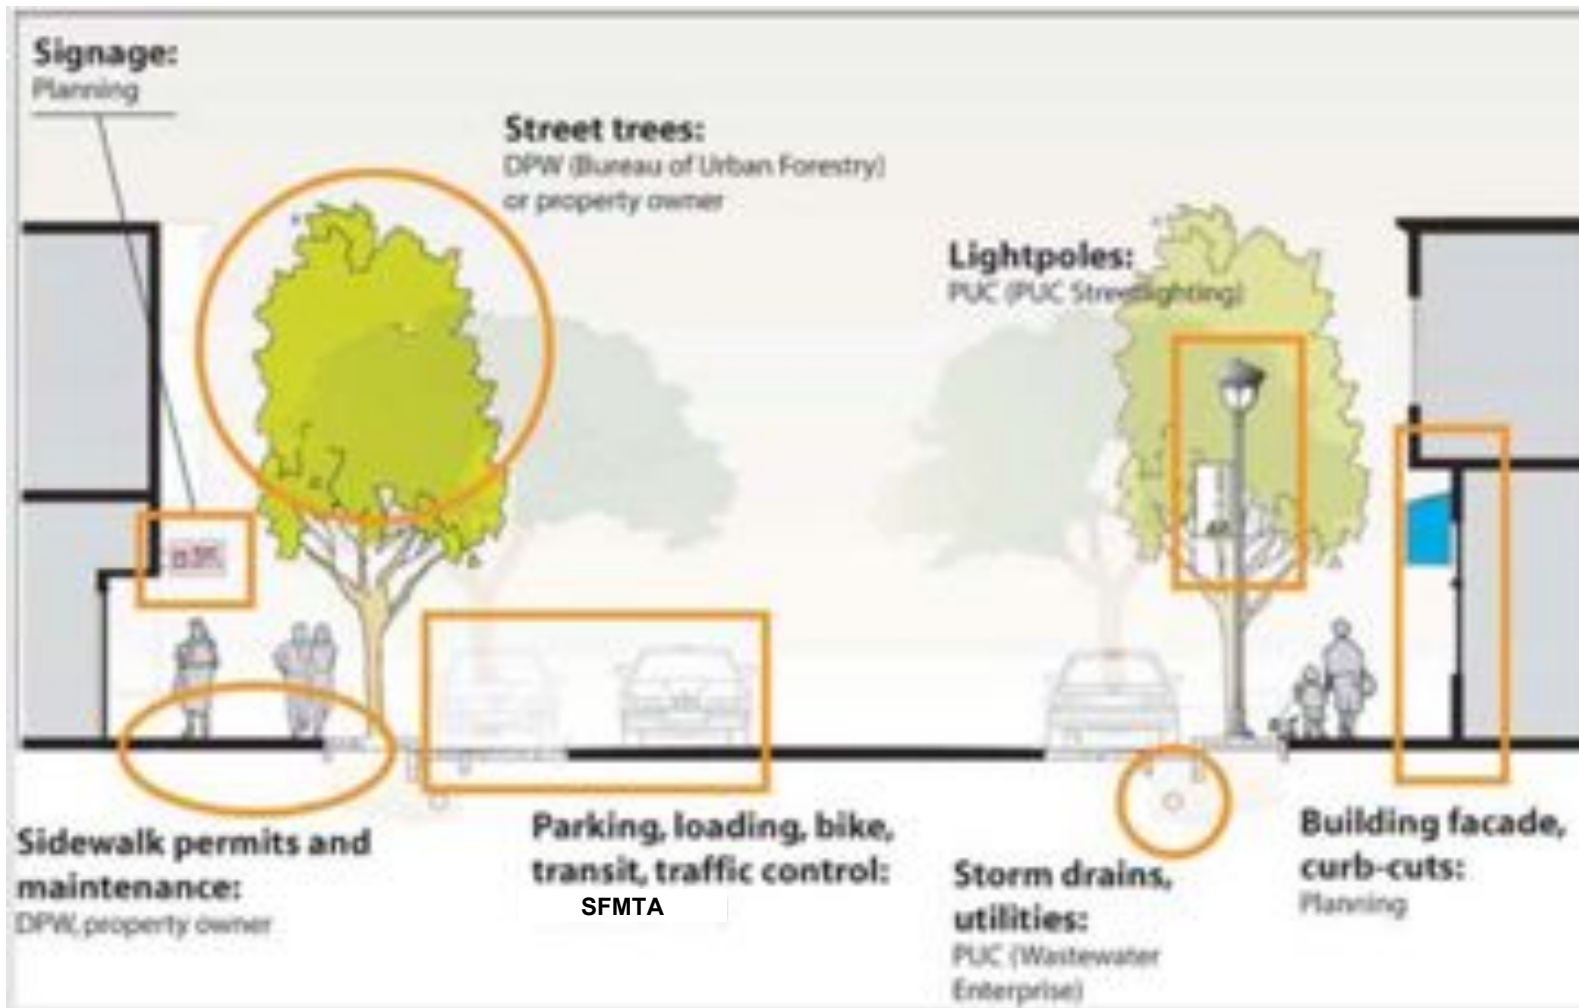 Signage:
Planning
Street trees:
DPW (Bureau of Urban Forestry)
or property owner
Lightpoles:
PUC (PUC Streetlighting)
Sidewalk permits and
maintenance:
DPW, property owner
Parking, loading, bike,
transit, traffic control:
SFMTA
Storm drains,
utilities:
PUC (Wastewater
Enterprise)
Building facade,
curb-cuts:
Planning